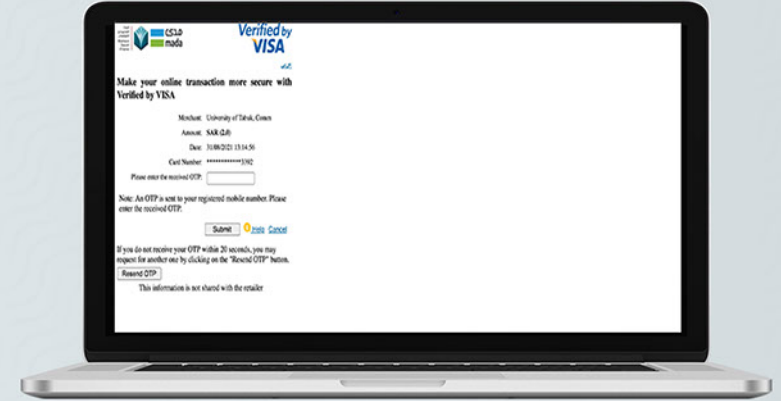 مدى
mada
Verified by
VISA
Make your online transaction more secure with
Verified by VISA
Merchant: University of Tabuk, Comm
Amount: SAR (2.0)
Date: 31/08/2021 13:14:56
Card Number: ************3392
Please enter the received OTP:
Note: An OTP is sent to your registered mobile number. Please
enter the received OTP.
Submit Help Cancel
If you do not receive your OTP within 20 seconds, you may
request for another one by clicking on the "Resend OTP" button.
Resend OTP
This information is not shared with the retailer